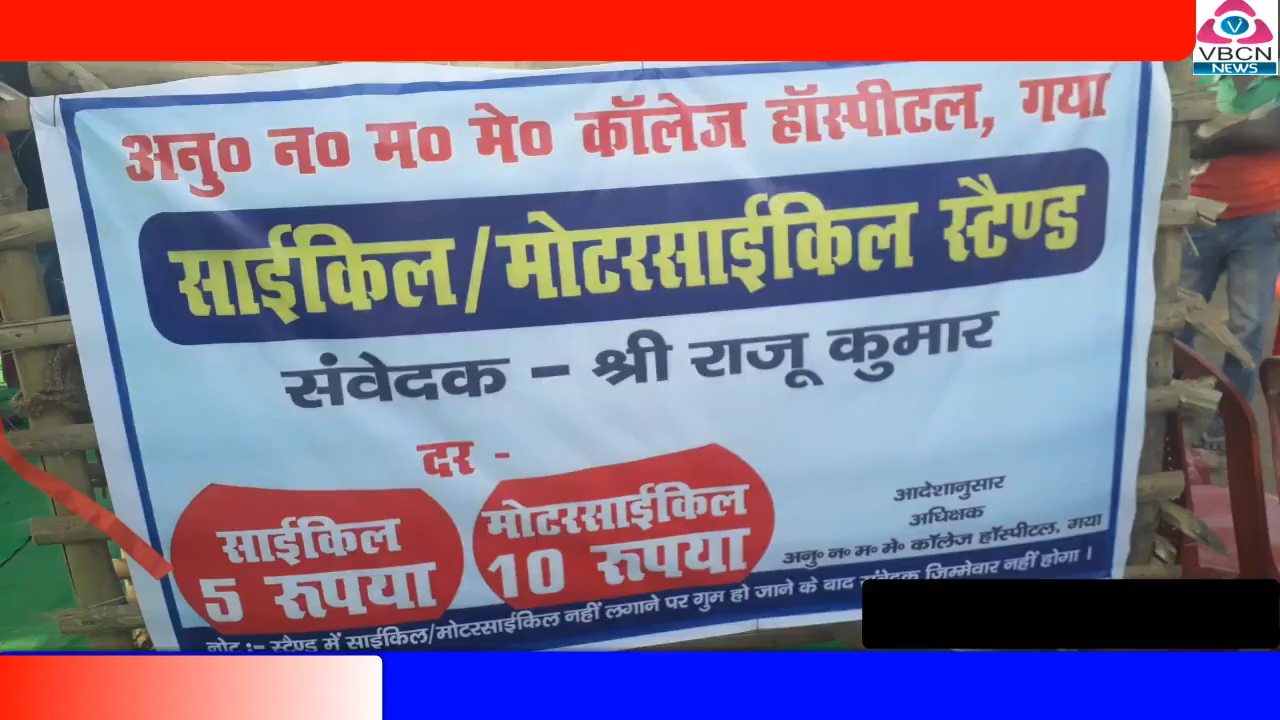 VBCN
NEWS
अनु० न० म० मे० कॉलेज हॉस्पीटल, गया
साईकिल/मोटरसाईकिल स्टैण्ड
संवेदक - श्री राजू कुमार
दर -
साईकिल
5 रूपया
मोटरसाईकिल
10 रूपया
आदेशानुसार
अधिक्षक
अनु० न० म० मे० कॉलेज हॉस्पीटल, गया
नोट :- स्टैण्ड में साईकिल/मोटरसाईकिल नहीं लगाने पर गुम हो जाने के बाद संवेदक जिम्मेवार नहीं होगा ।